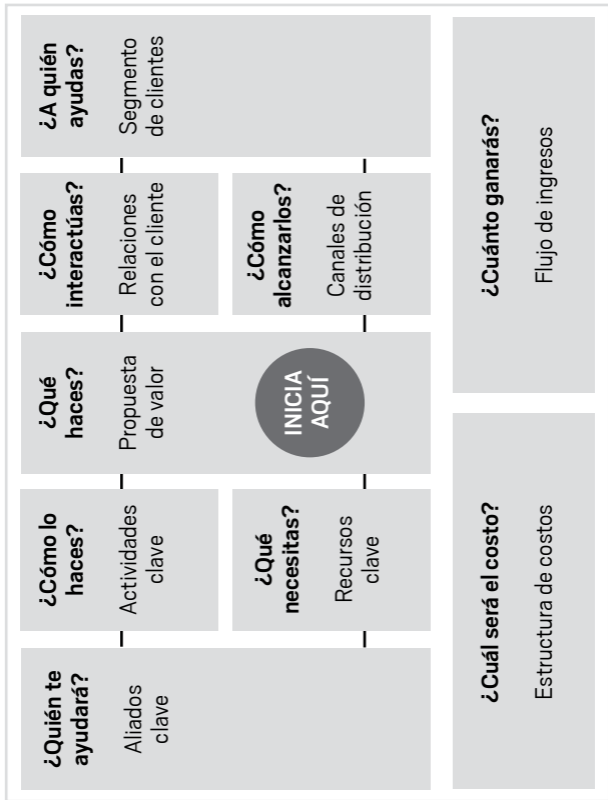 ¿Quién te
ayudará?
Aliados
clave
¿Cómo lo
haces?
Actividades
clave
¿Qué
necesitas?
Recursos
clave
¿Qué
haces?
Propuesta
de valor
INICIA
AQUÍ
¿Cómo
interactúas?
Relaciones
con el cliente
¿Cómo
alcanzarlos?
Canales de
distribución
¿A quién
ayudas?
Segmento
de clientes
¿Cuál será el costo?
Estructura de costos
¿Cuánto ganarás?
Flujo de ingresos